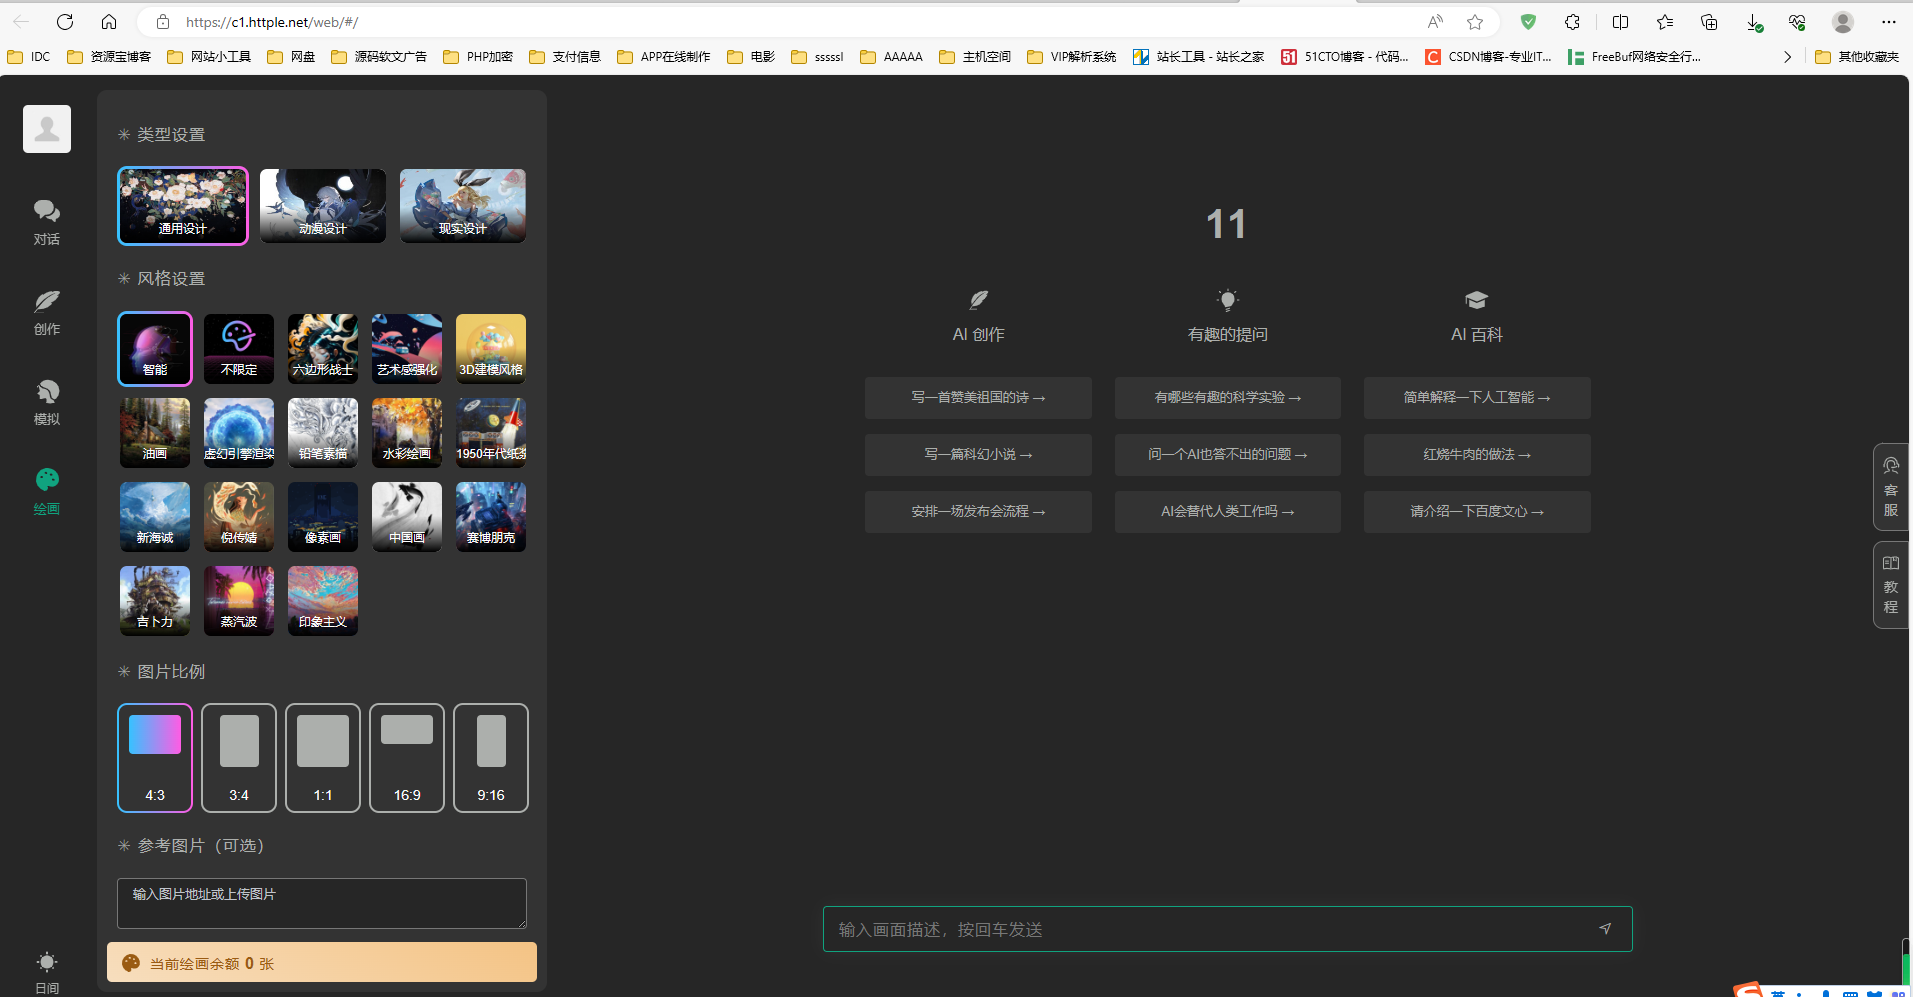 https://c1.httple.net/web/#/
IDC
资源宝博客
网站小工具
网盘
源码软文广告
PHP加密
支付信息
APP在线制作
电影
sssssl
AAAAA
主机空间
VIP解析系统
站长工具 - 站长之家
51CTO博客 - 代码...
CSDN博客-专业IT...
FreeBuf网络安全行...
其他收藏夹
对话
创作
模拟
绘画
日间
类型设置
通用设计
动漫设计
现实设计
风格设置
智能
不限定
六边形战士
艺术感强化
3D建模风格
油画
虚幻引擎渲染
铅笔素描
水彩绘画
1950年代纸
新海诚
倪传婧
像素画
中国画
赛博朋克
吉卜力
蒸汽波
印象主义
图片比例
4:3
3:4
1:1
16:9
9:16
参考图片（可选）
输入图片地址或上传图片
当前绘画余额 0 张
11
AI 创作
有趣的提问
AI 百科
写一首赞美祖国的诗 →
有哪些有趣的科学实验 →
简单解释一下人工智能 →
写一篇科幻小说 →
问一个AI也答不出的问题 →
红烧牛肉的做法 →
安排一场发布会流程 →
AI会替代人类工作吗 →
请介绍一下百度文心 →
输入画面描述，按回车发送
客服
教程